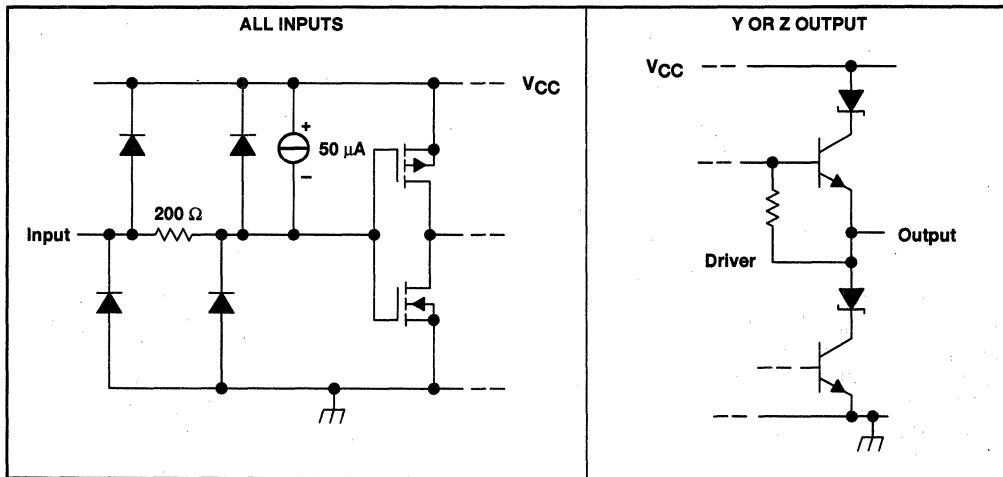 ALL INPUTS
VCC
50 μA
+
−
200 Ω
Input
Y OR Z OUTPUT
VCC
Output
Driver